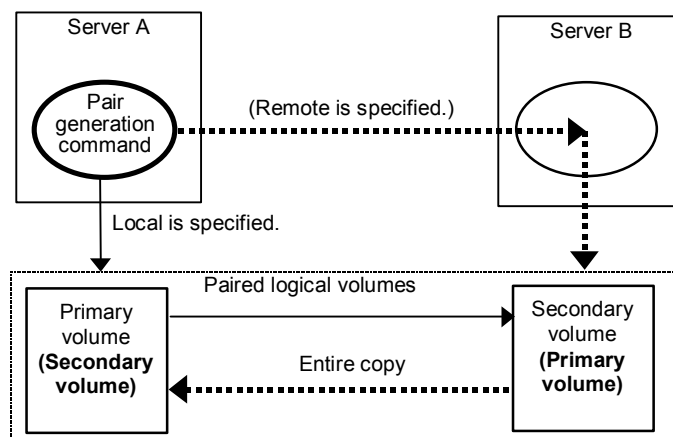 Server A
Server B
Pair
generation
command
(Remote is specified.)
Local is specified.
Paired logical volumes
Primary
volume
(Secondary
volume)
Secondary
volume
(Primary
volume)
Entire copy